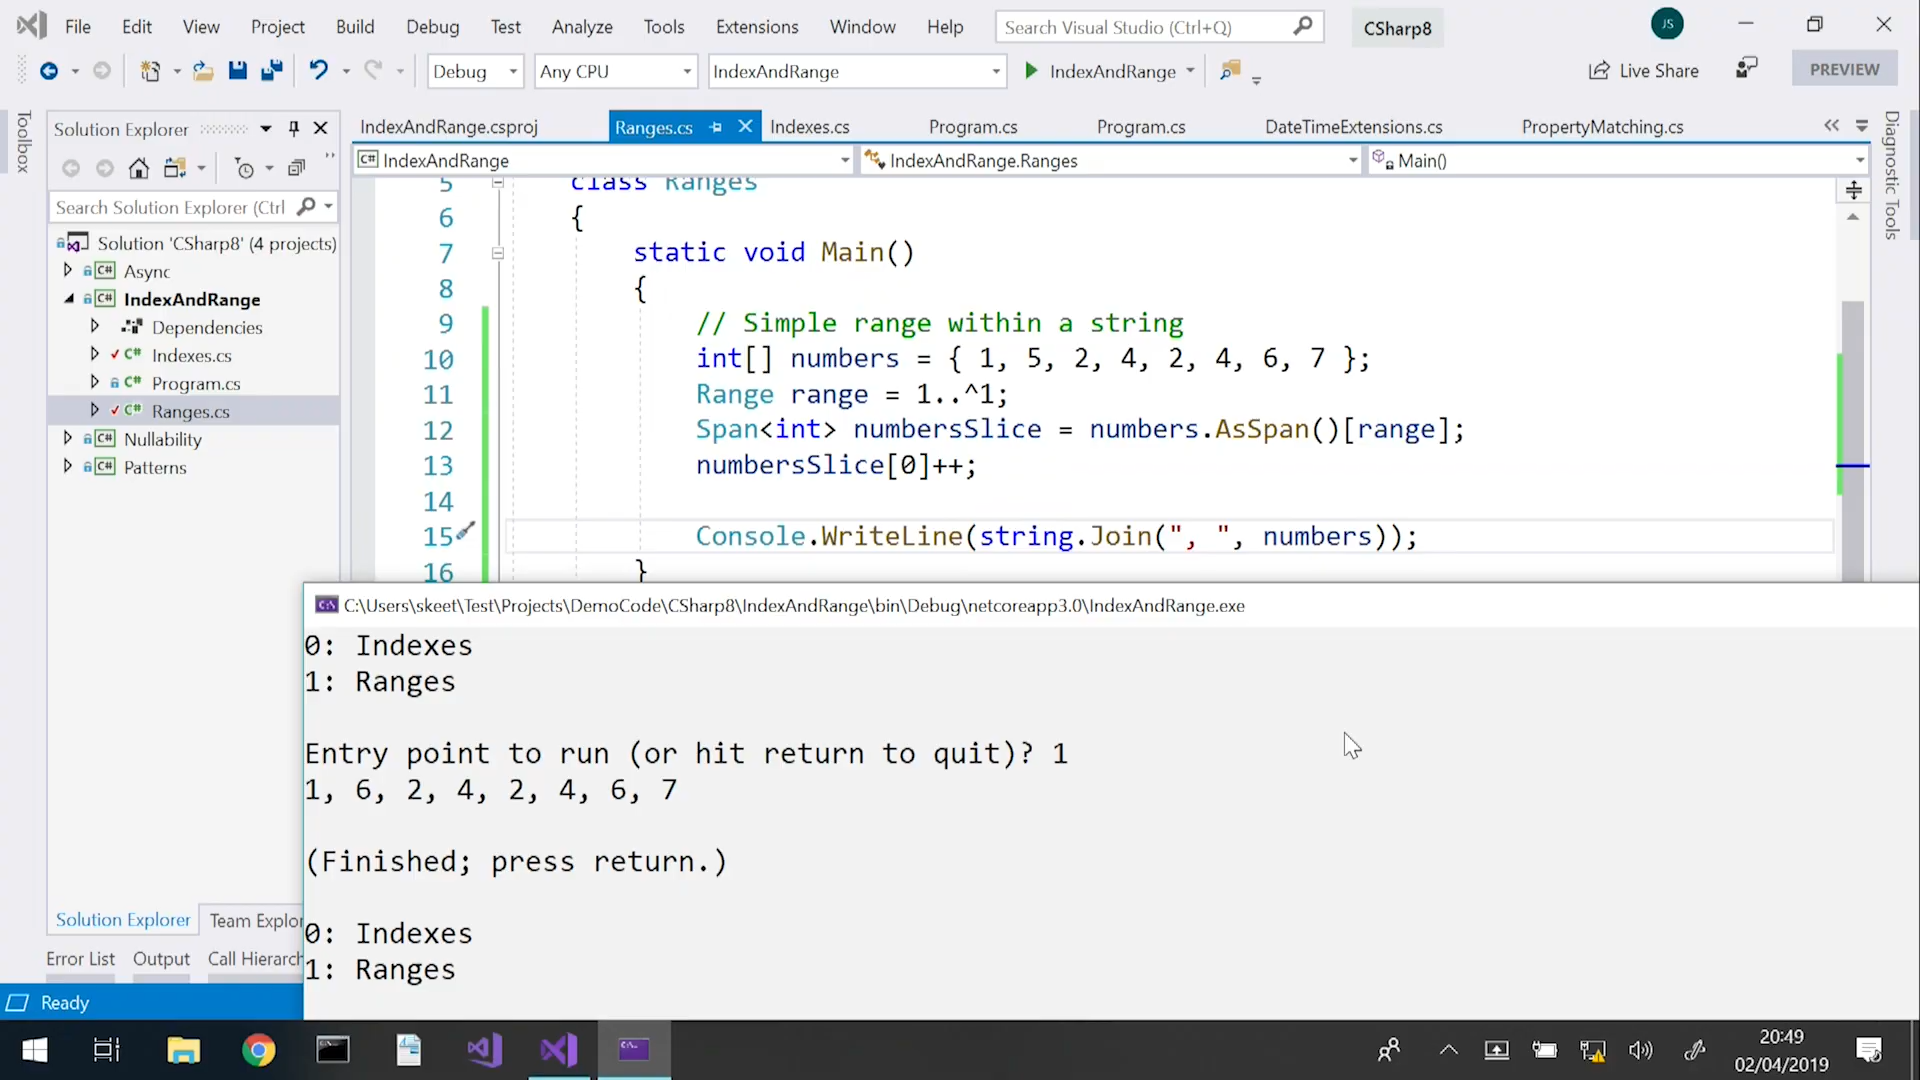 File Edit View Project Build Debug Test Analyze Tools Extensions Window Help Search Visual Studio (Ctrl+Q) CSharp8 JS
Debug Any CPU IndexAndRange IndexAndRange Live Share PREVIEW
Toolbox
Solution Explorer
Search Solution Explorer (Ctrl
Solution 'CSharp8' (4 projects)
Async
IndexAndRange
Dependencies
Indexes.cs
Program.cs
Ranges.cs
Nullability
Patterns
Solution Explorer Team Explor
Error List Output Call Hierarch
Ready
IndexAndRange.csproj Ranges.cs Indexes.cs Program.cs Program.cs DateTimeExtensions.cs PropertyMatching.cs
IndexAndRange IndexAndRange.Ranges Main()
5 class Ranges
6 {
7 static void Main()
8 {
9 // Simple range within a string
10 int[] numbers = { 1, 5, 2, 4, 2, 4, 6, 7 };
11 Range range = 1..^1;
12 Span<int> numbersSlice = numbers.AsSpan()[range];
13 numbersSlice[0]++;
14
15 Console.WriteLine(string.Join(", ", numbers));
16 }
Diagnostic Tools
C:\Users\skeet\Test\Projects\DemoCode\CSharp8\IndexAndRange\bin\Debug\netcoreapp3.0\IndexAndRange.exe
0: Indexes
1: Ranges
Entry point to run (or hit return to quit)? 1
1, 6, 2, 4, 2, 4, 6, 7
(Finished; press return.)
0: Indexes
1: Ranges
20:49
02/04/2019